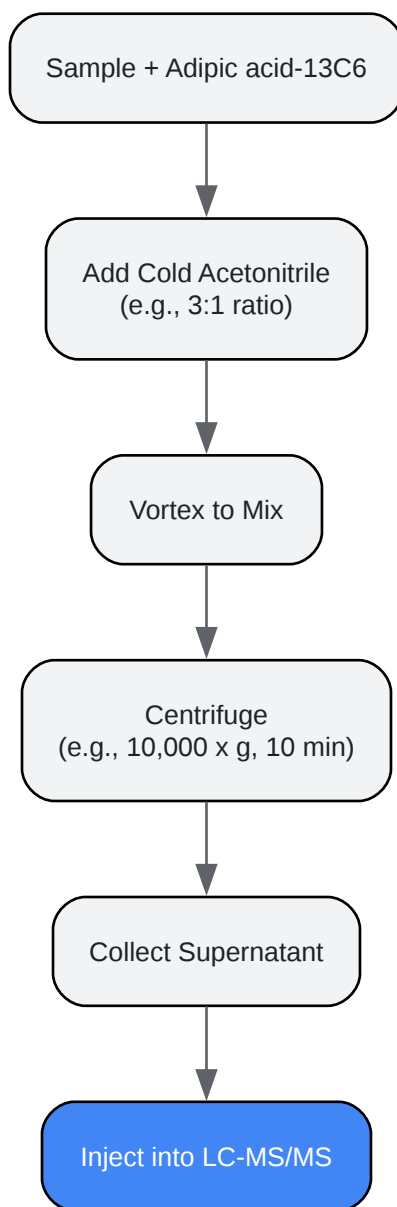 Sample + Adipic acid-13C6
Add Cold Acetonitrile
(e.g., 3:1 ratio)
Vortex to Mix
Centrifuge
(e.g., 10,000 x g, 10 min)
Collect Supernatant
Inject into LC-MS/MS